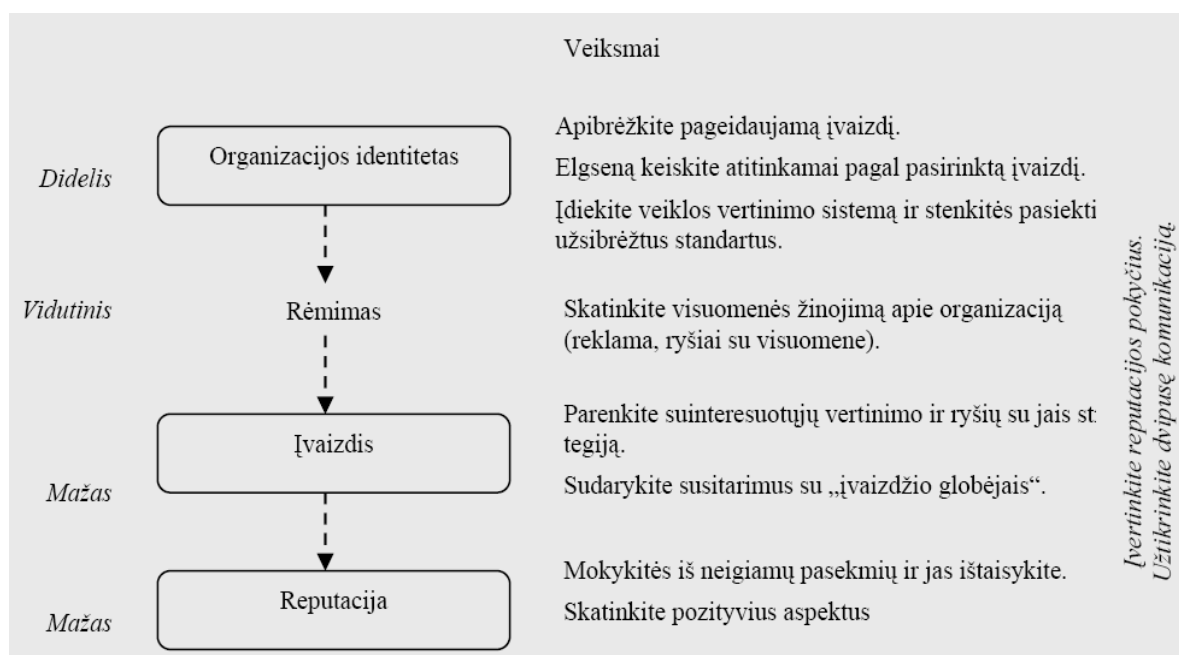 Veiksmai
Organizacijos identitetas
Didelis
Apibrėžkite pageidaujamą įvaizdį.
Elgseną keiskite atitinkamai pagal pasirinktą įvaizdį.
Įdiekite veiklos vertinimo sistemą ir stenkitės pasiekti
užsibrėžtus standartus.
Vidutinis
Rėmimas
Skatinkite visuomenės žinojimą apie organizaciją
(reklama, ryšiai su visuomene).
Įvaizdis
Mažas
Parenkite suinteresuotųjų vertinimo ir ryšių su jais
tegiją.
Sudarykite susitarimus su „įvaizdžio globėjais“.
Reputacija
Mažas
Mokykitės iš neigiamų pasekmių ir jas ištaisykite.
Skatinkite pozityvius aspektus
Įvertinkite reputacijos pokyčius.
Užtikrinkite dvipusę komunikaciją.